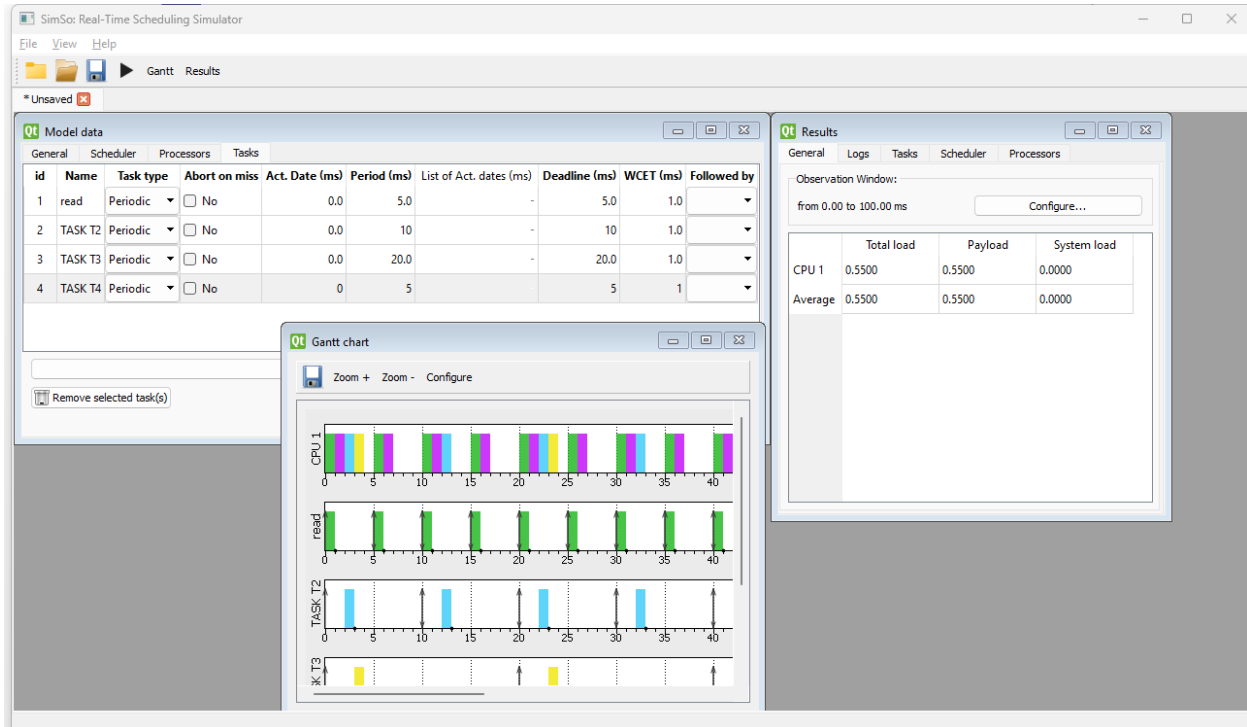 SimSo: Real-Time Scheduling Simulator
File View Help
Gantt Results
*Unsaved
Qt Model data
General Scheduler Processors Tasks
id Name Task type Abort on miss Act. Date (ms) Period (ms) List of Act. dates (ms) Deadline (ms) WCET (ms) Followed by
1 read Periodic No 0.0 5.0 - 5.0 1.0
2 TASK T2 Periodic No 0.0 10 - 10 1.0
3 TASK T3 Periodic No 0.0 20.0 - 20.0 1.0
4 TASK T4 Periodic No 0 5 5 1
Remove selected task(s)
Qt Gantt chart
Zoom + Zoom - Configure
CPU 1
0 5 10 15 20 25 30 35 40
read
0 5 10 15 20 25 30 35 40
TASK T2
0 5 10 15 20 25 30 35 40
SK T3
Qt Results
General Logs Tasks Scheduler Processors
Observation Window:
from 0.00 to 100.00 ms Configure...
Total load Payload System load
CPU 1 0.5500 0.5500 0.0000
Average 0.5500 0.5500 0.0000